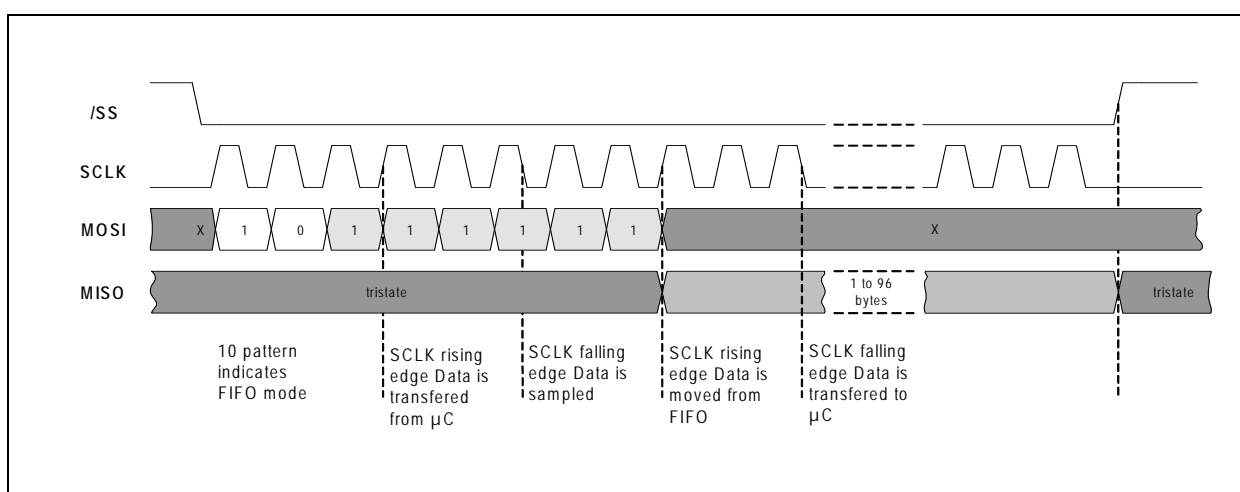 /SS
SCLK
MOSI
X
1
0
1
1
1
1
1
1
X
MISO
tristate
1 to 96
bytes
tristate
10 pattern
indicates
FIFO mode
SCLK rising
edge Data is
transfered
from µC
SCLK falling
edge Data is
sampled
SCLK rising
edge Data is
moved from
FIFO
SCLK falling
edge Data is
transfered to
µC